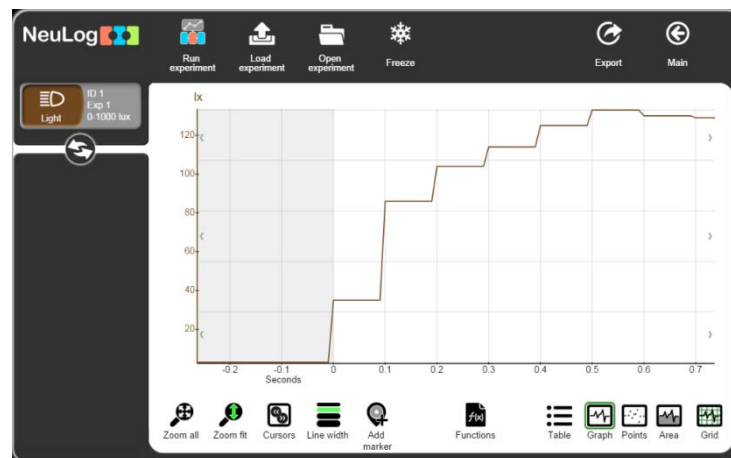 NeuLog
Run
experiment
Load
experiment
Open
experiment
Freeze
Export
Main
Light
ID 1
Exp 1
0-1000 lux
lx
120
100
80
60
40
20
-0.2 -0.1 0 0.1 0.2 0.3 0.4 0.5 0.6 0.7
Seconds
Zoom all
Zoom fit
Cursors
Line width
Add
marker
f(x)
Functions
Table
Graph
Points
Area
Grid